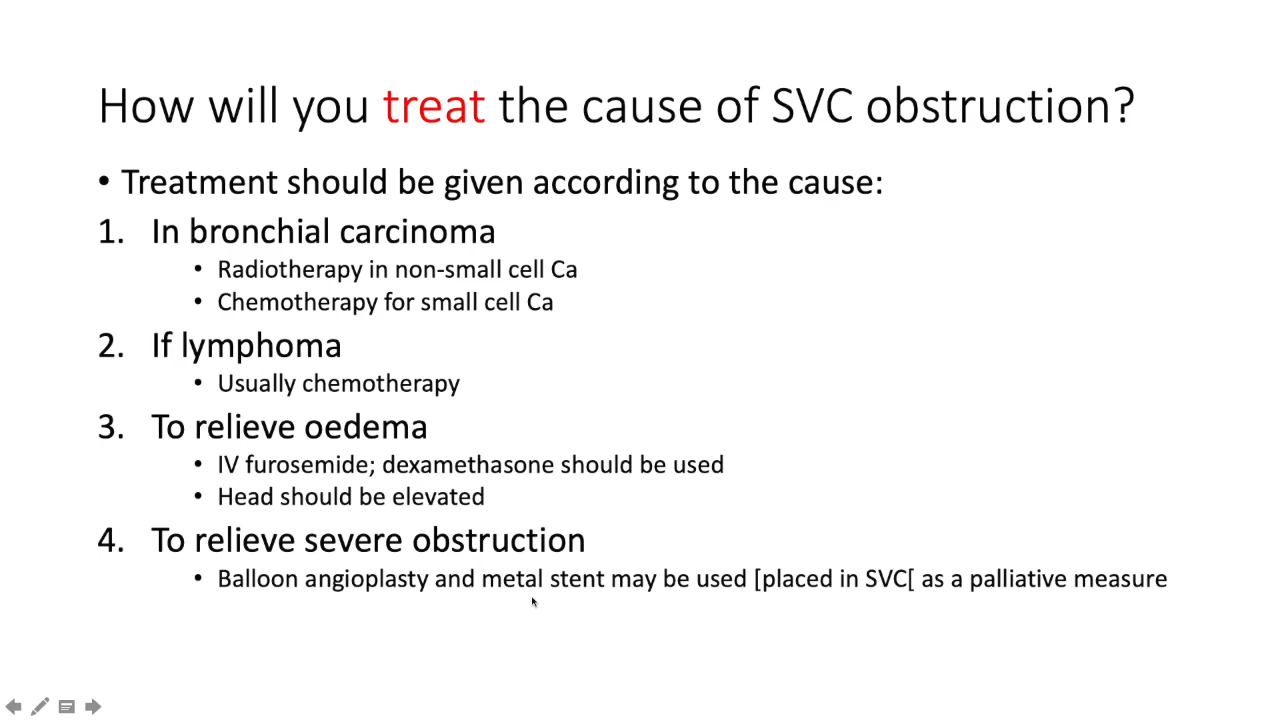 How will you treat the cause of SVC obstruction?
• Treatment should be given according to the cause:
1. In bronchial carcinoma
• Radiotherapy in non-small cell Ca
• Chemotherapy for small cell Ca
2. If lymphoma
• Usually chemotherapy
3. To relieve oedema
• IV furosemide; dexamethasone should be used
• Head should be elevated
4. To relieve severe obstruction
• Balloon angioplasty and metal stent may be used [placed in SVC[ as a palliative measure